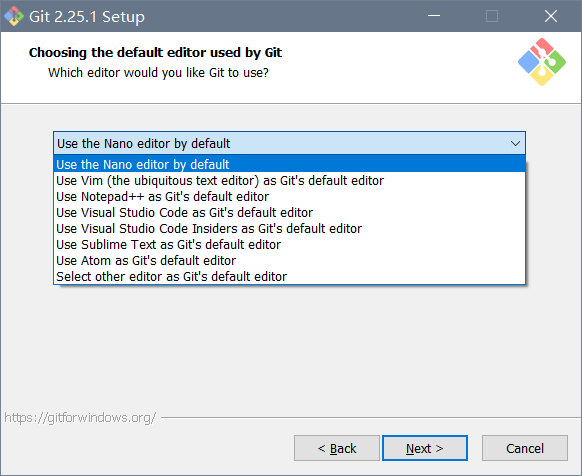 Git 2.25.1 Setup
Choosing the default editor used by Git
Which editor would you like Git to use?
Use the Nano editor by default
Use the Nano editor by default
Use Vim (the ubiquitous text editor) as Git's default editor
Use Notepad++ as Git's default editor
Use Visual Studio Code as Git's default editor
Use Visual Studio Code Insiders as Git's default editor
Use Sublime Text as Git's default editor
Use Atom as Git's default editor
Select other editor as Git's default editor
https://gitforwindows.org/
< Back
Next >
Cancel